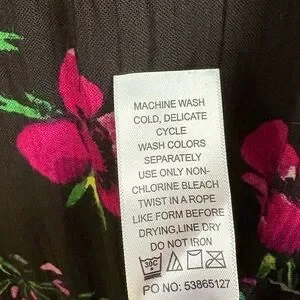 MACHINE WASH
COLD, DELICATE
CYCLE
WASH COLORS
SEPARATELY
USE ONLY NON-
CHLORINE BLEACH
TWIST IN A ROPE
LIKE FORM BEFORE
DRYING,LINE DRY
DO NOT IRON
30C
PO NO: 53865127